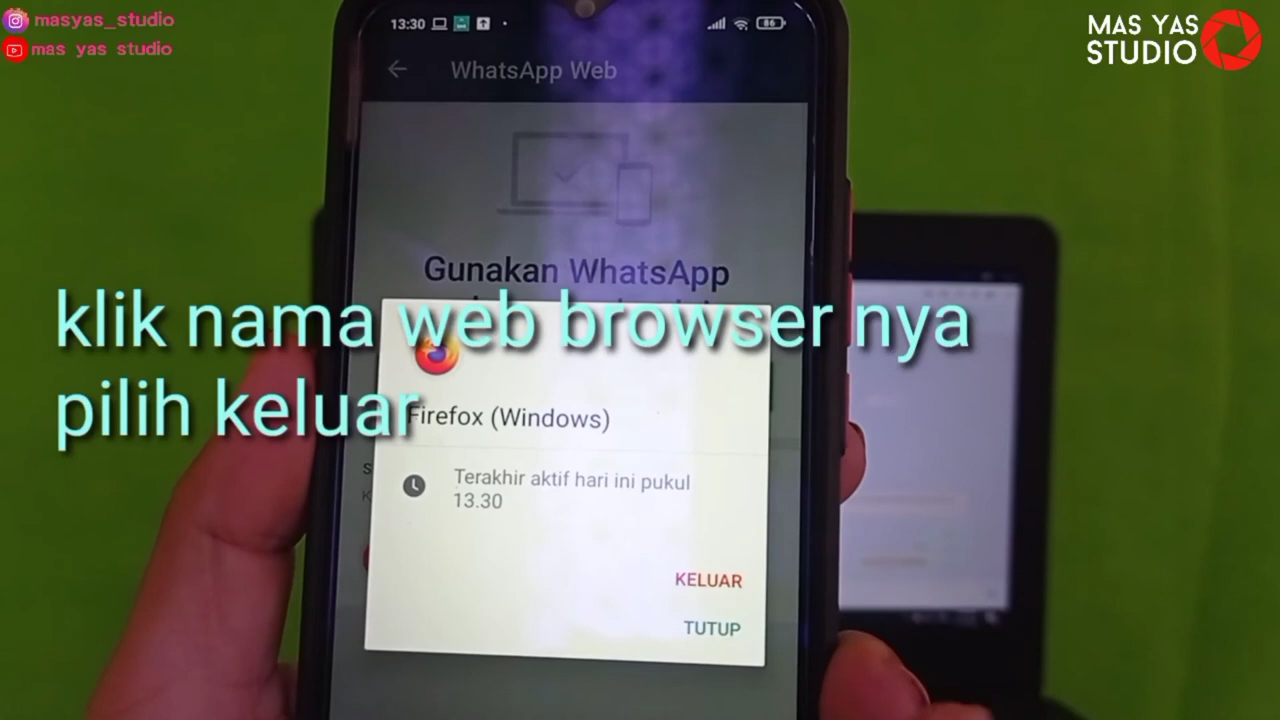 masyas_studio
mas yas studio
MAS YAS
STUDIO
13:30
86
WhatsApp Web
Gunakan WhatsApp
klik nama web browser nya
pilih keluar
Firefox (Windows)
Terakhir aktif hari ini pukul
13.30
KELUAR
TUTUP